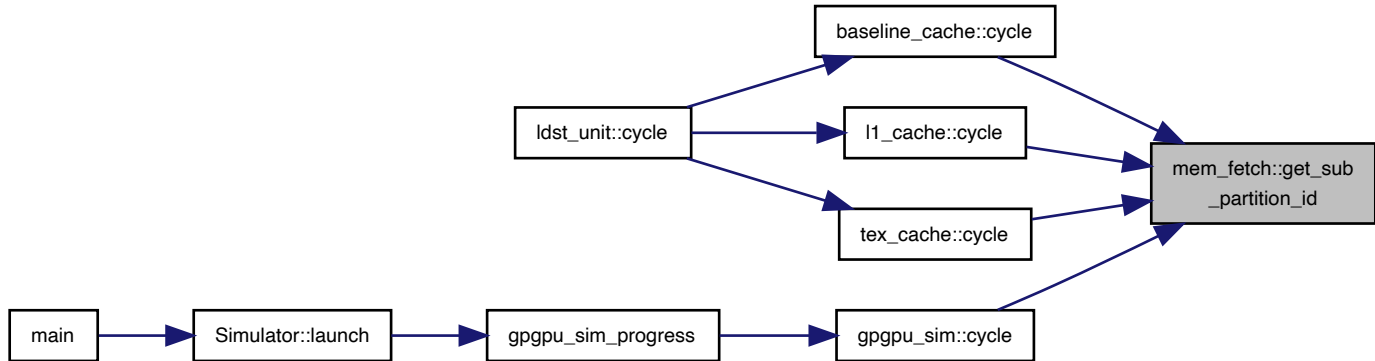 baseline_cache::cycle
ldst_unit::cycle
l1_cache::cycle
mem_fetch::get_sub
_partition_id
tex_cache::cycle
main
Simulator::launch
gpgpu_sim_progress
gpgpu_sim::cycle